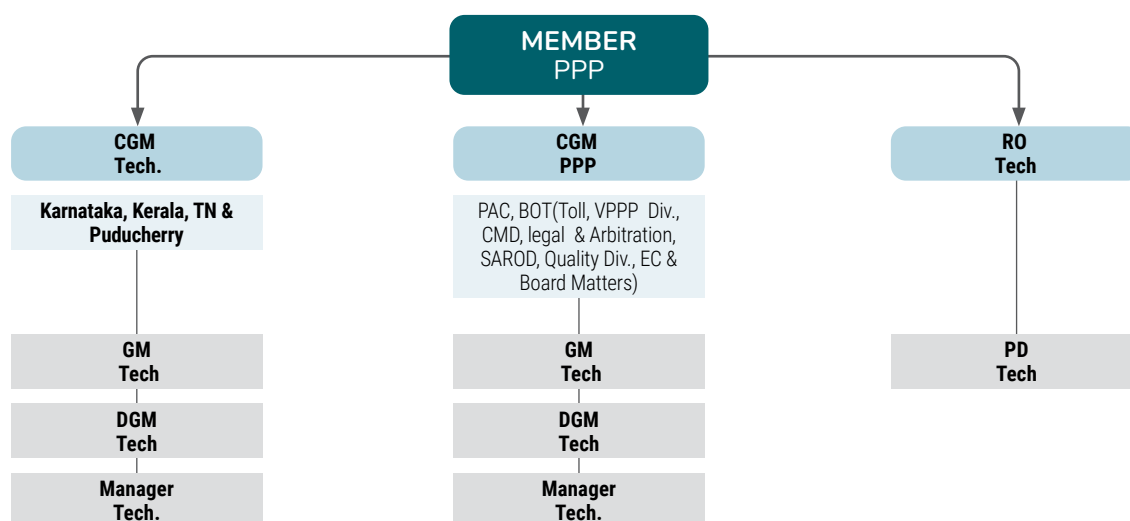 MEMBER
PPP
CGM
Tech.
Karnataka, Kerala, TN &
Puducherry
GM
Tech
DGM
Tech
Manager
Tech.
CGM
PPP
PAC, BOT(Toll, VPPP Div.,
CMD, legal & Arbitration,
SAROD, Quality Div., EC &
Board Matters)
GM
Tech
DGM
Tech
Manager
Tech.
RO
Tech
PD
Tech